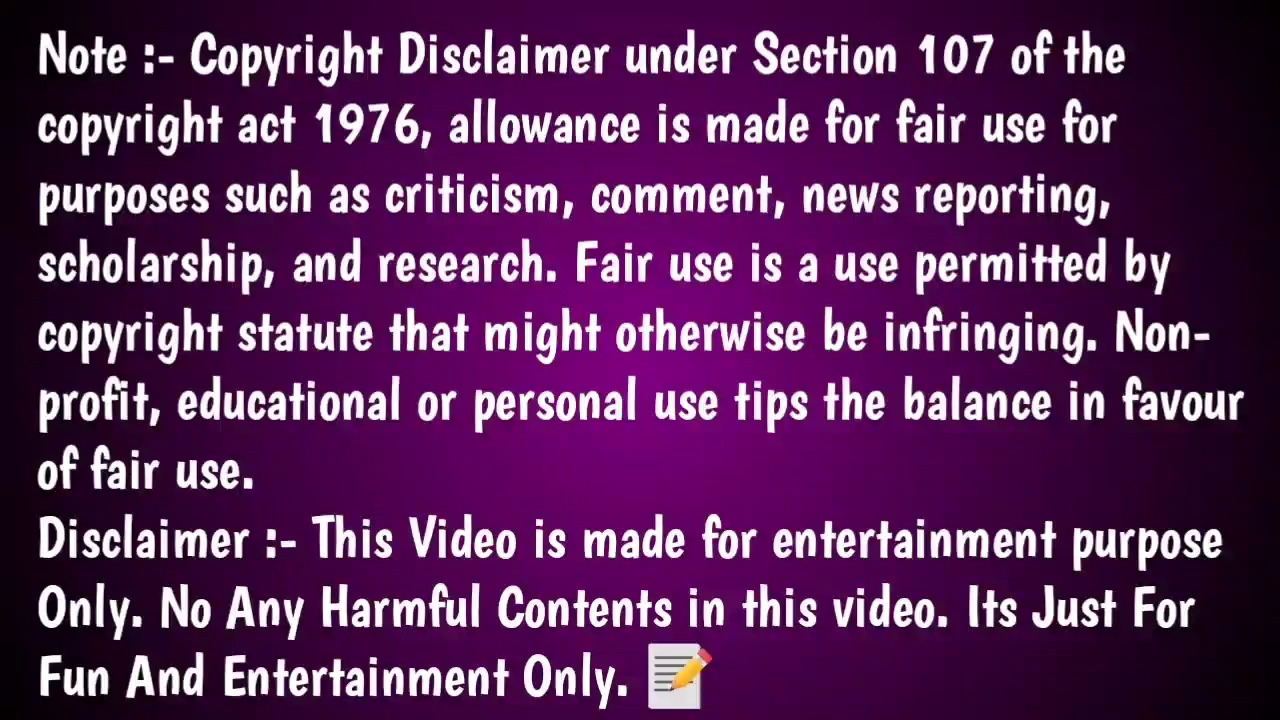 Note :- Copyright Disclaimer under Section 107 of the
copyright act 1976, allowance is made for fair use for
purposes such as criticism, comment, news reporting,
scholarship, and research. Fair use is a use permitted by
copyright statute that might otherwise be infringing. Non-
profit, educational or personal use tips the balance in favour
of fair use.
Disclaimer :- This Video is made for entertainment purpose
Only. No Any Harmful Contents in this video. Its Just For
Fun And Entertainment Only. 📝